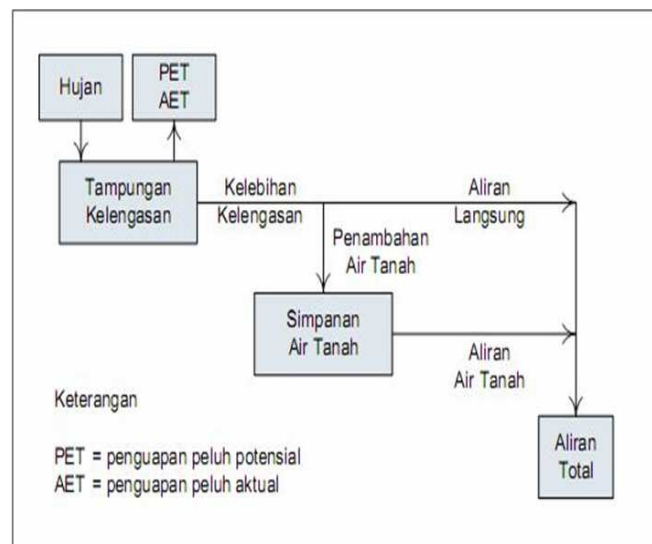 Hujan
PET
AET
Tampungan
Kelengasan
Kelebihan
Kelengasan
Aliran
Langsung
Penambahan
Air Tanah
Simpanan
Air Tanah
Aliran
Air Tanah
Keterangan
PET = penguapan peluh potensial
AET = penguapan peluh aktual
Aliran
Total